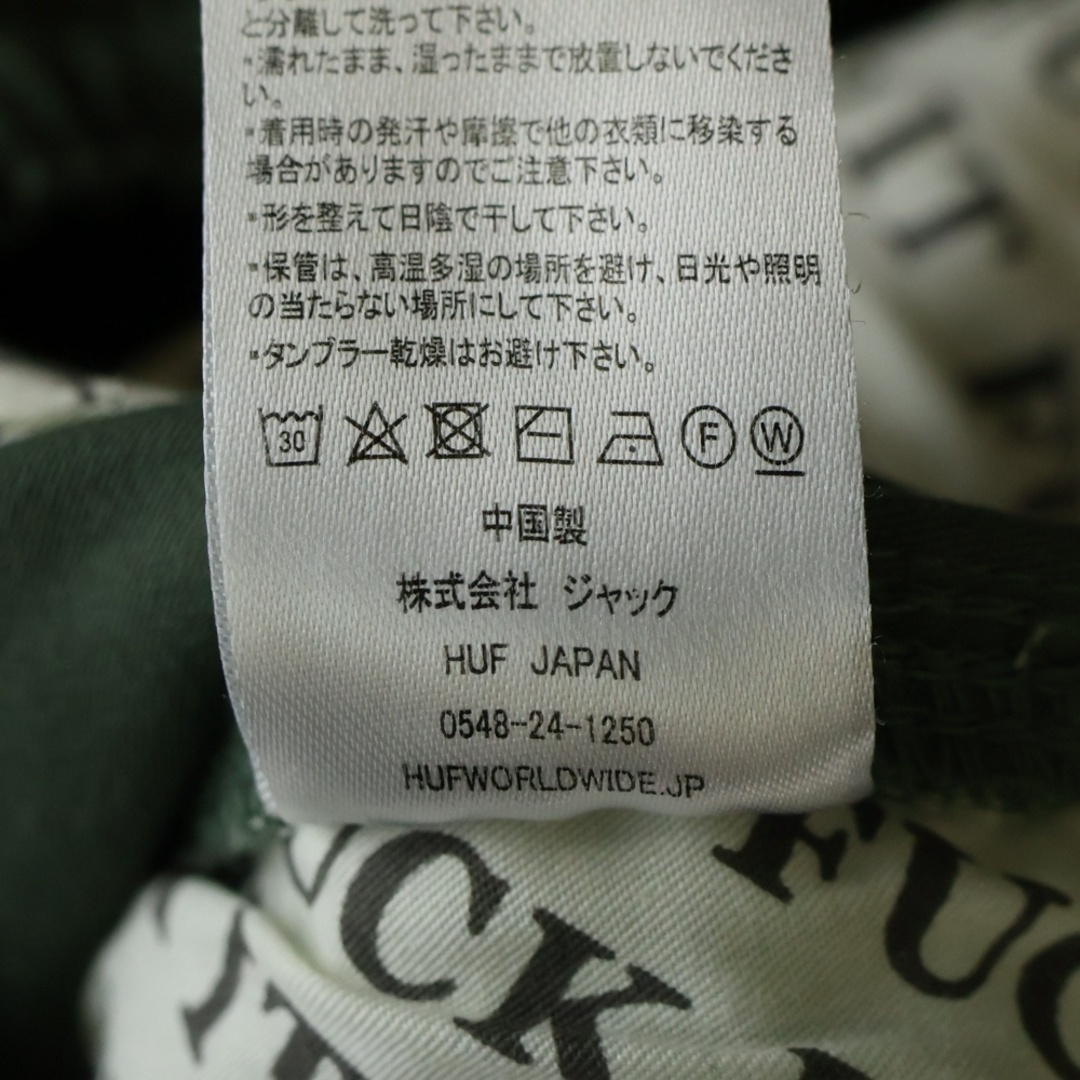 と分離して洗って下さい。
・濡れたまま、湿ったままで放置しないでくださ
い。
・着用時の発汗や摩擦で他の衣類に移染する
場合がありますのでご注意下さい。
・形を整えて日陰で干して下さい。
・保管は、高温多湿の場所を避け、日光や照明
の当たらない場所にして下さい。
・タンブラー乾燥はお避け下さい。
30 F W
中国製
株式会社 ジャック
HUF JAPAN
0548-24-1250
HUFWORLDWIDE.JP
UCK
FUC
IT